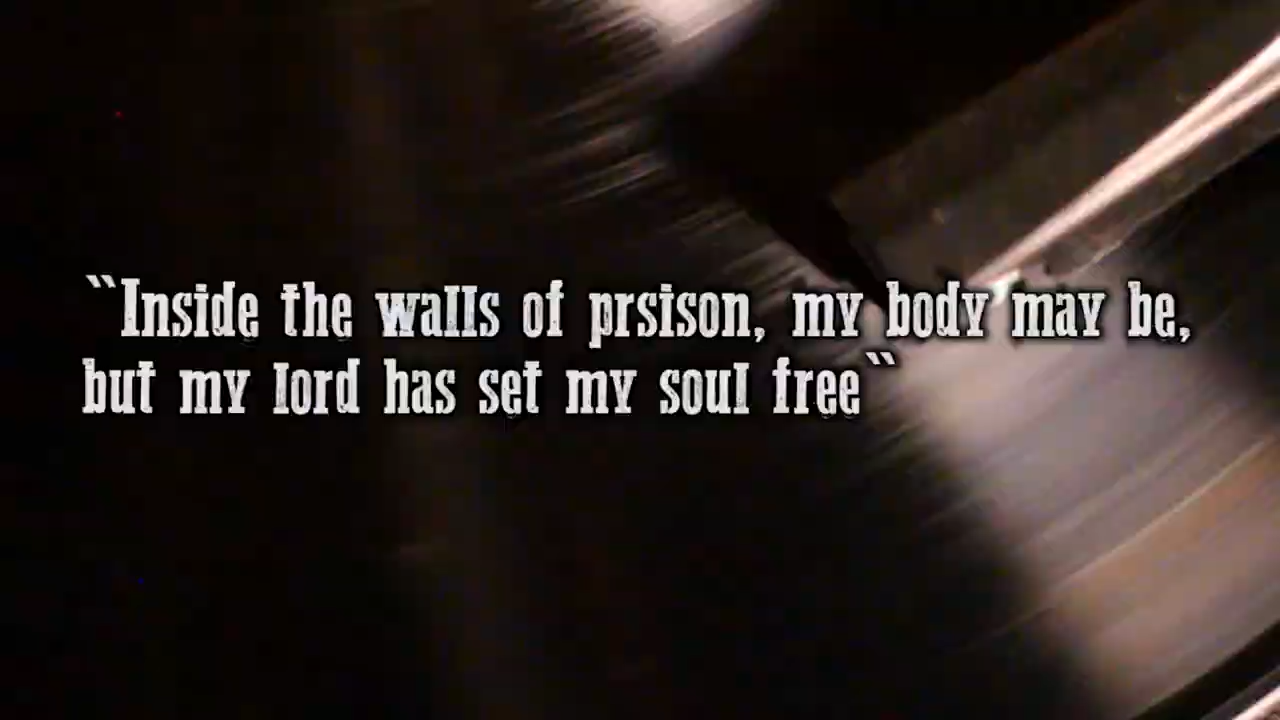 ‶Inside the walls of prsison, my body may be,
but my lord has set my soul free‶